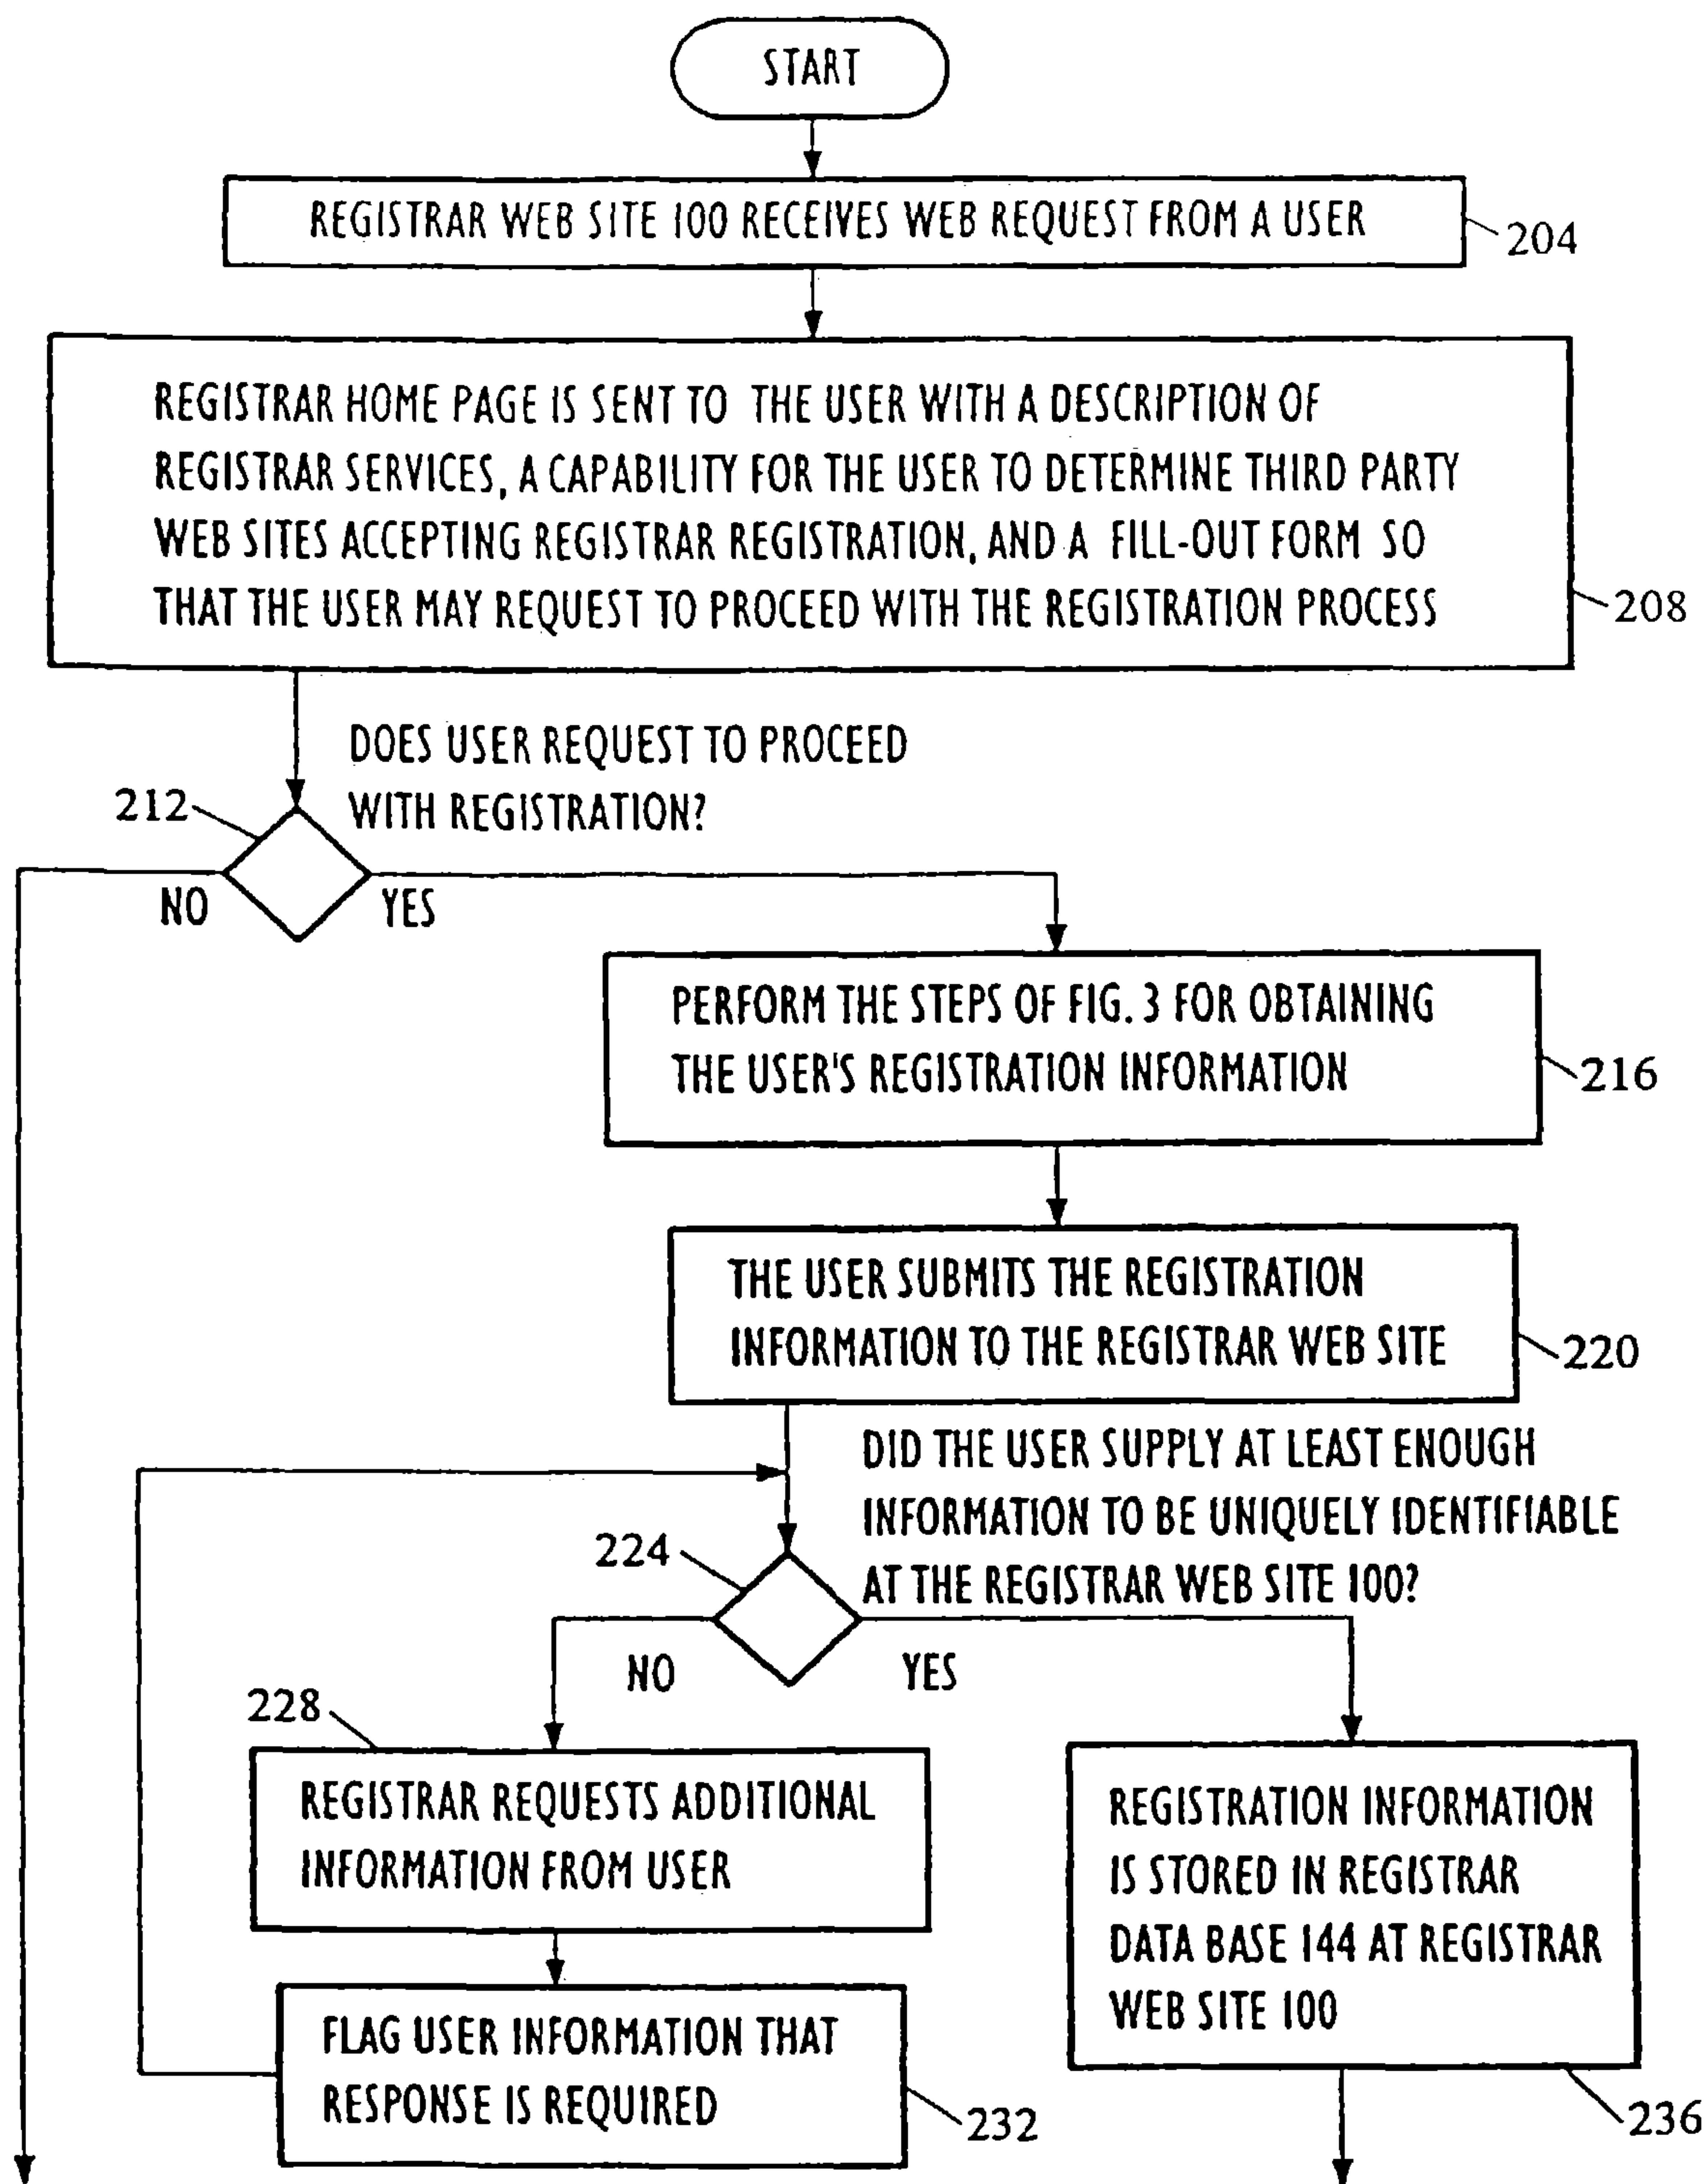 START
REGISTRAR WEB SITE 100 RECEIVES WEB REQUEST FROM A USER
204
REGISTRAR HOME PAGE IS SENT TO THE USER WITH A DESCRIPTION OF
REGISTRAR SERVICES, A CAPABILITY FOR THE USER TO DETERMINE THIRD PARTY
WEB SITES ACCEPTING REGISTRAR REGISTRATION, AND A FILL-OUT FORM SO
THAT THE USER MAY REQUEST TO PROCEED WITH THE REGISTRATION PROCESS
208
DOES USER REQUEST TO PROCEED
WITH REGISTRATION?
212
NO
YES
PERFORM THE STEPS OF FIG. 3 FOR OBTAINING
THE USER'S REGISTRATION INFORMATION
216
THE USER SUBMITS THE REGISTRATION
INFORMATION TO THE REGISTRAR WEB SITE
220
DID THE USER SUPPLY AT LEAST ENOUGH
INFORMATION TO BE UNIQUELY IDENTIFIABLE
AT THE REGISTRAR WEB SITE 100?
224
NO
YES
228
REGISTRAR REQUESTS ADDITIONAL
INFORMATION FROM USER
REGISTRATION INFORMATION
IS STORED IN REGISTRAR
DATA BASE 144 AT REGISTRAR
WEB SITE 100
236
FLAG USER INFORMATION THAT
RESPONSE IS REQUIRED
232